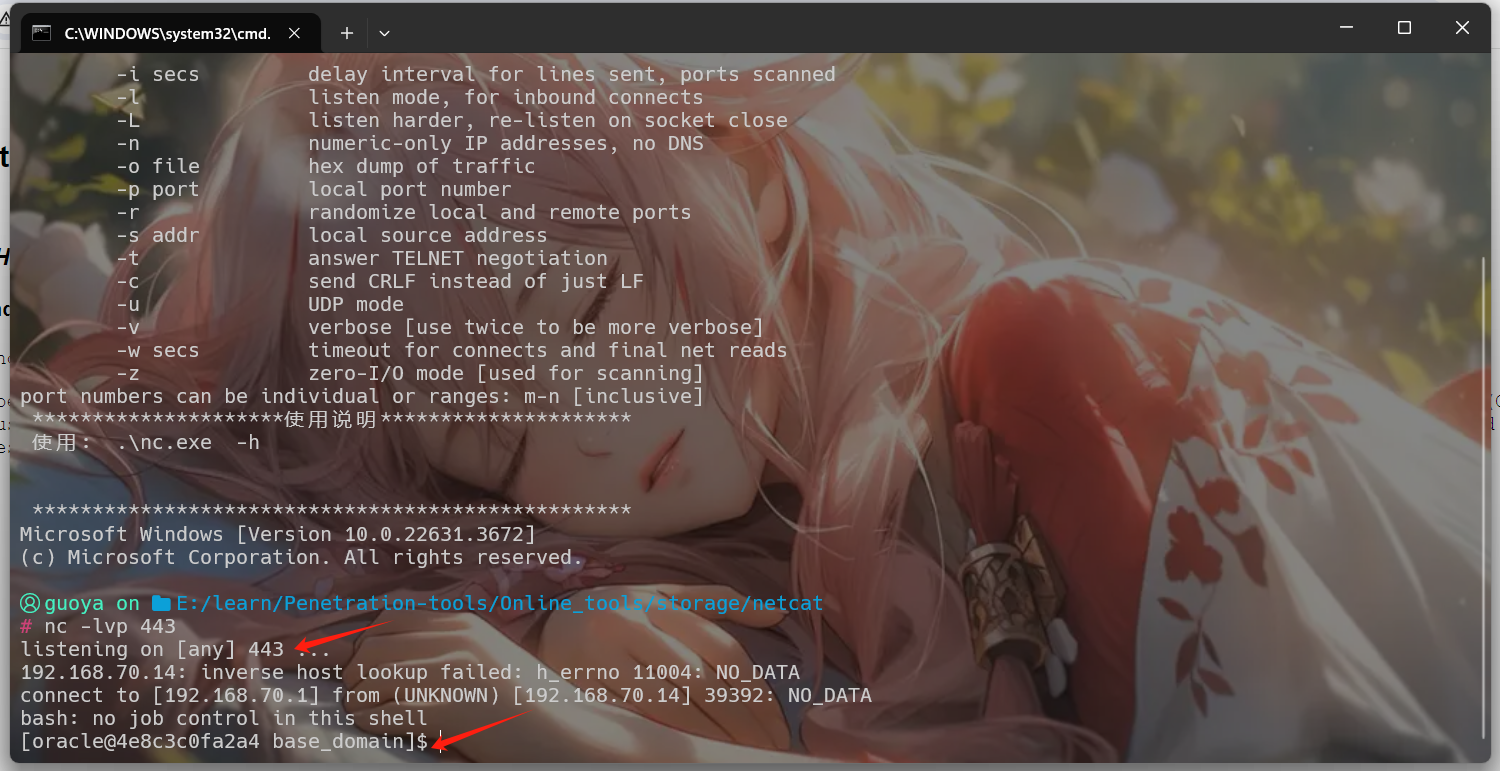 C:\WINDOWS\system32\cmd.
-i secs delay interval for lines sent, ports scanned
-l listen mode, for inbound connects
-L listen harder, re-listen on socket close
-n numeric-only IP addresses, no DNS
-o file hex dump of traffic
-p port local port number
-r randomize local and remote ports
-s addr local source address
-t answer TELNET negotiation
-c send CRLF instead of just LF
-u UDP mode
-v verbose [use twice to be more verbose]
-w secs timeout for connects and final net reads
-z zero-I/O mode [used for scanning]
port numbers can be individual or ranges: m-n [inclusive]
*********************使用说明*********************
使用: .\nc.exe -h
**************************************************
Microsoft Windows [Version 10.0.22631.3672]
(c) Microsoft Corporation. All rights reserved.
guoya on E:/learn/Penetration-tools/Online_tools/storage/netcat
# nc -lvp 443
listening on [any] 443 ...
192.168.70.14: inverse host lookup failed: h_errno 11004: NO_DATA
connect to [192.168.70.1] from (UNKNOWN) [192.168.70.14] 39392: NO_DATA
bash: no job control in this shell
[oracle@4e8c3c0fa2a4 base_domain]$